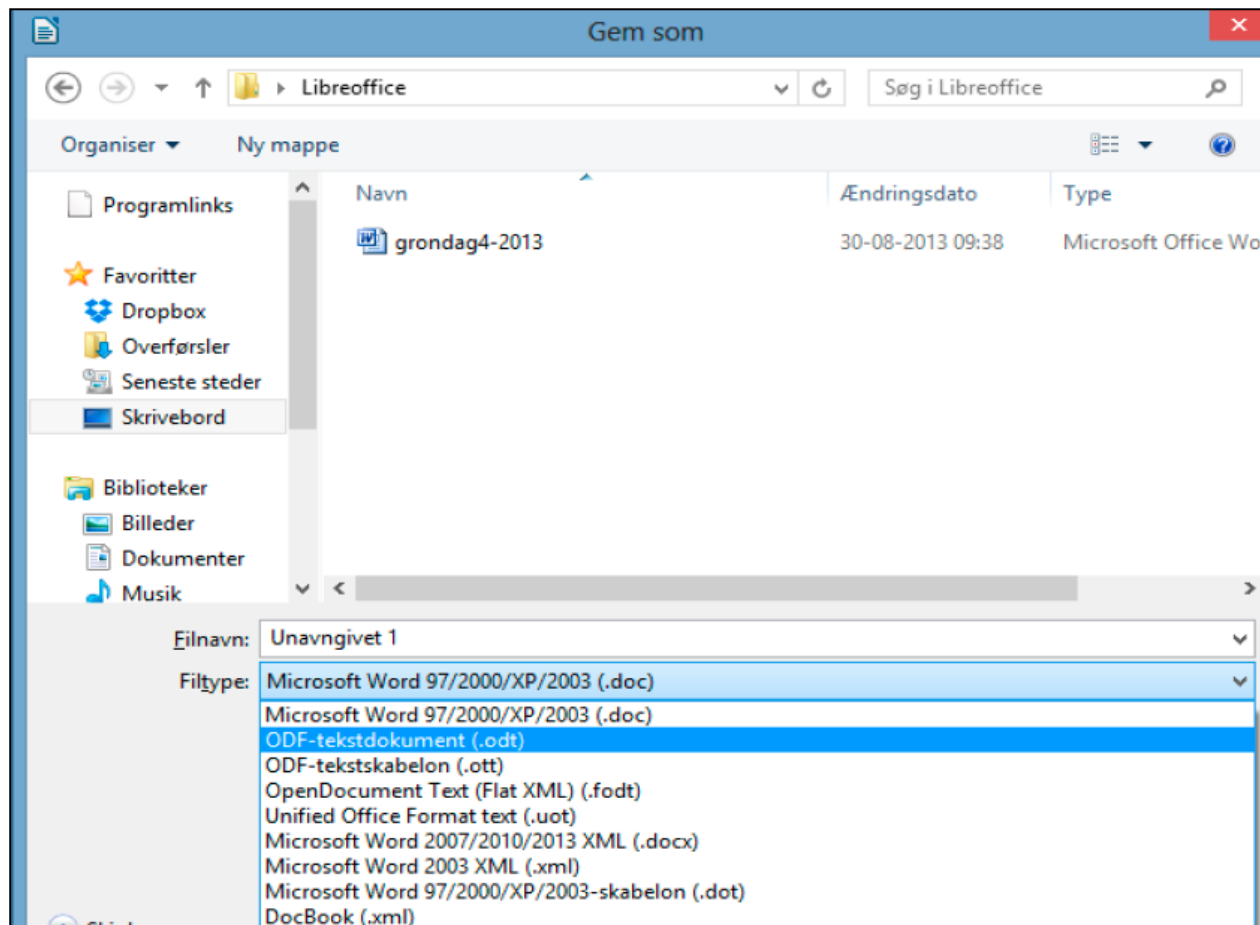 Gem som
Libreoffice
Søg i Libreoffice
Organiser
Ny mappe
Programlinks
Favoritter
Dropbox
Overførsler
Seneste steder
Skrivebord
Biblioteker
Billeder
Dokumenter
Musik
Navn Ændringsdato Type
grondag4-2013 30-08-2013 09:38 Microsoft Office Wo
Filnavn: Unavngivet 1
Filtype: Microsoft Word 97/2000/XP/2003 (.doc)
Microsoft Word 97/2000/XP/2003 (.doc)
ODF-tekstdokument (.odt)
ODF-tekstskabelon (.ott)
OpenDocument Text (Flat XML) (.fodt)
Unified Office Format text (.uot)
Microsoft Word 2007/2010/2013 XML (.docx)
Microsoft Word 2003 XML (.xml)
Microsoft Word 97/2000/XP/2003-skabelon (.dot)
DocBook (.xml)